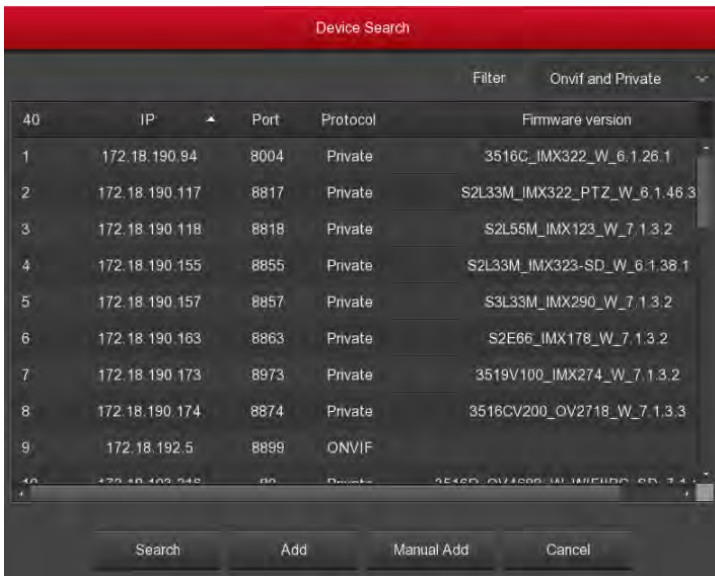 Device Search
Filter Onvif and Private
40 IP Port Protocol Firmware version
1 172.18.190.94 8004 Private 3516C_IMX322_W_6.1.26.1
2 172.18.190.117 8817 Private S2L33M_IMX322_PTZ_W_6.1.46.3
3 172.18.190.118 8818 Private S2L55M_IMX123_W_7.1.3.2
4 172.18.190.155 8855 Private S2L33M_IMX323-SD_W_6.1.38.1
5 172.18.190.157 8857 Private S3L33M_IMX290_W_7.1.3.2
6 172.18.190.163 8863 Private S2E66_IMX178_W_7.1.3.2
7 172.18.190.173 8973 Private 3519V100_IMX274_W_7.1.3.2
8 172.18.190.174 8874 Private 3516CV200_OV2718_W_7.1.3.3
9 172.18.192.5 8899 ONVIF
10 Private
Search Add Manual Add Cancel